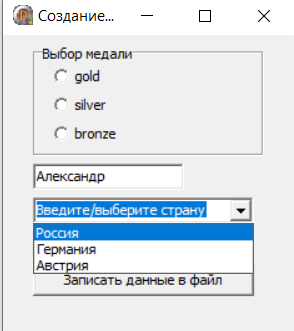 Создание...
Выбор медали
gold
silver
bronze
Александр
Введите/выберите страну
Россия
Германия
Австрия
Записать данные в файл